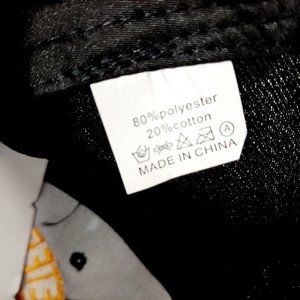 80%polyester
20%cotton
A
MADE IN CHINA